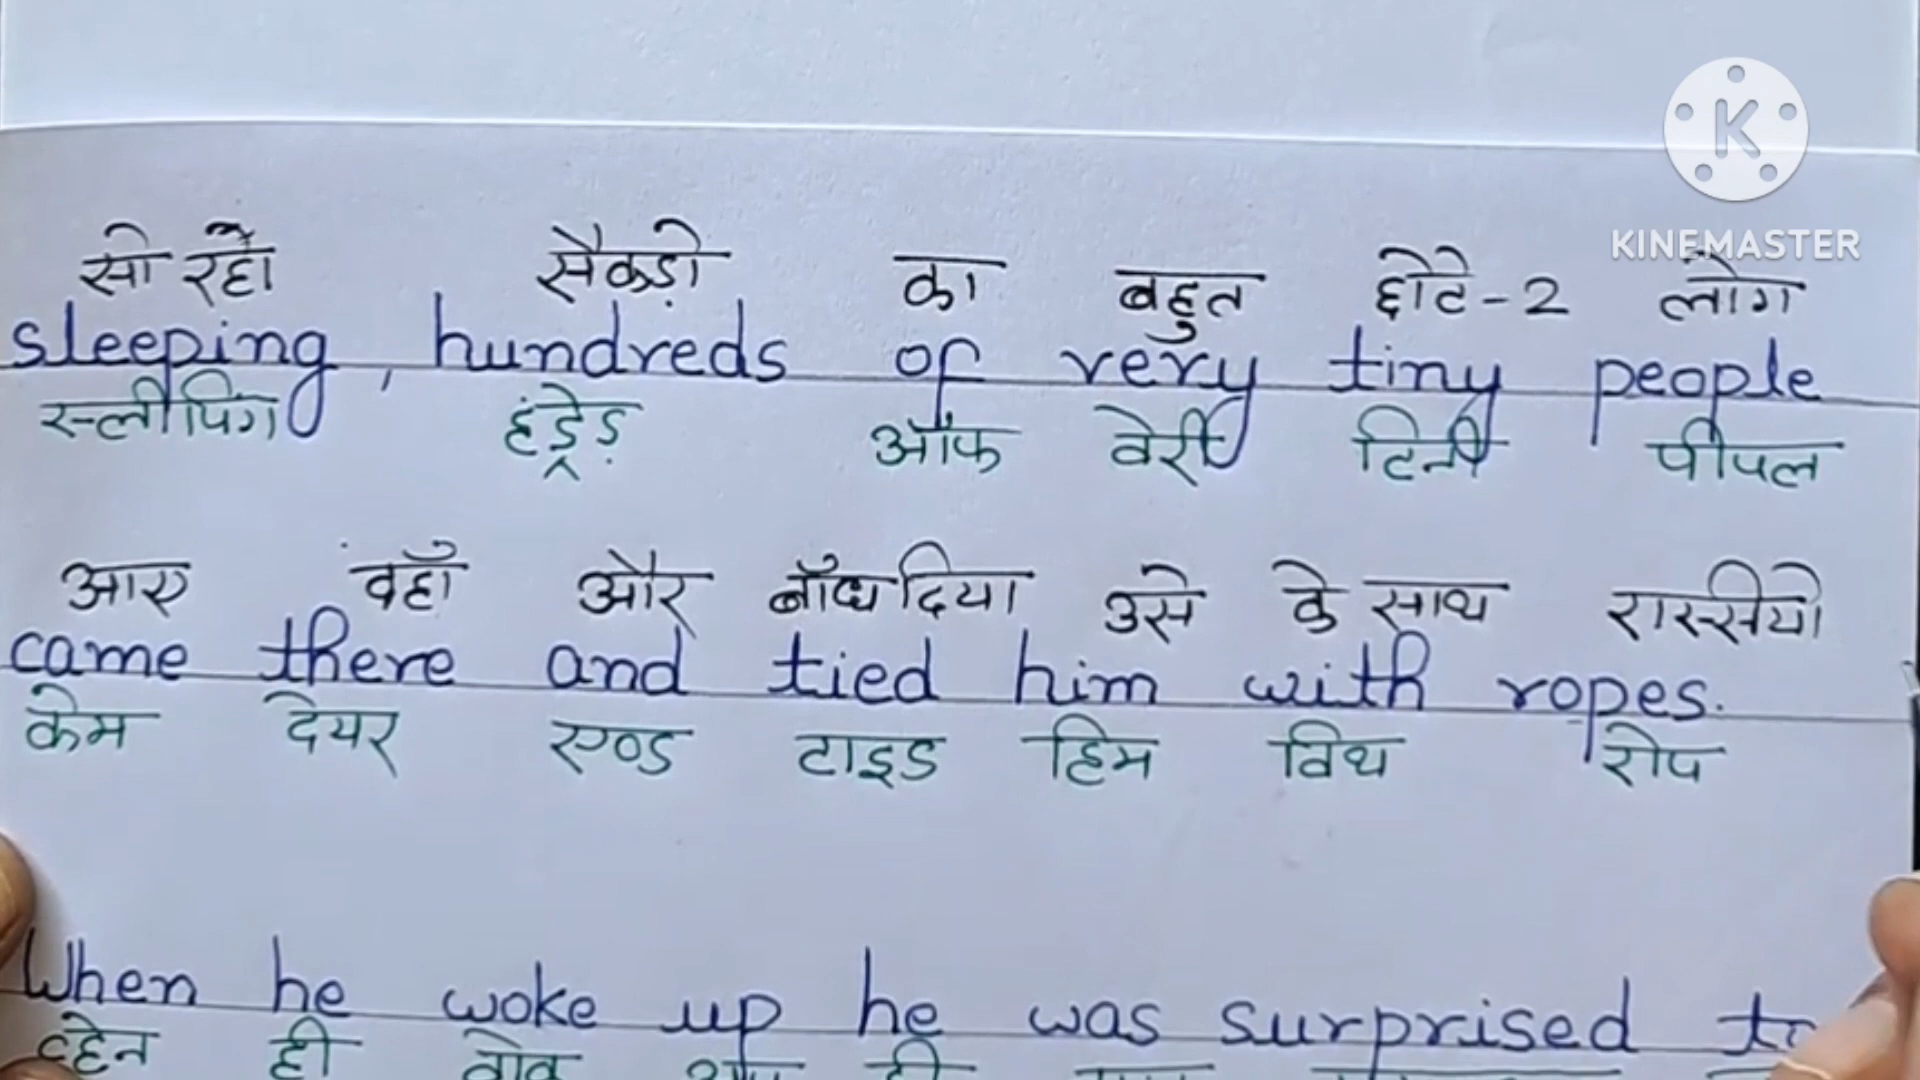 KINEMASTER
सो रहा सैकड़ो का बहुत छोटे-2 लोग
sleeping, hundreds of very tiny people
स्लीपिंग हंड्रेड़ ऑफ वेरी टिनी पीपल
आए वहाँ और बाँध दिया उसे के साथ रास्सीयो
came there and tied him with ropes.
केम देयर एण्ड टाइड हिम विथ रोप
When he woke up he was surprised to
व्हेन ही वोक अप ही